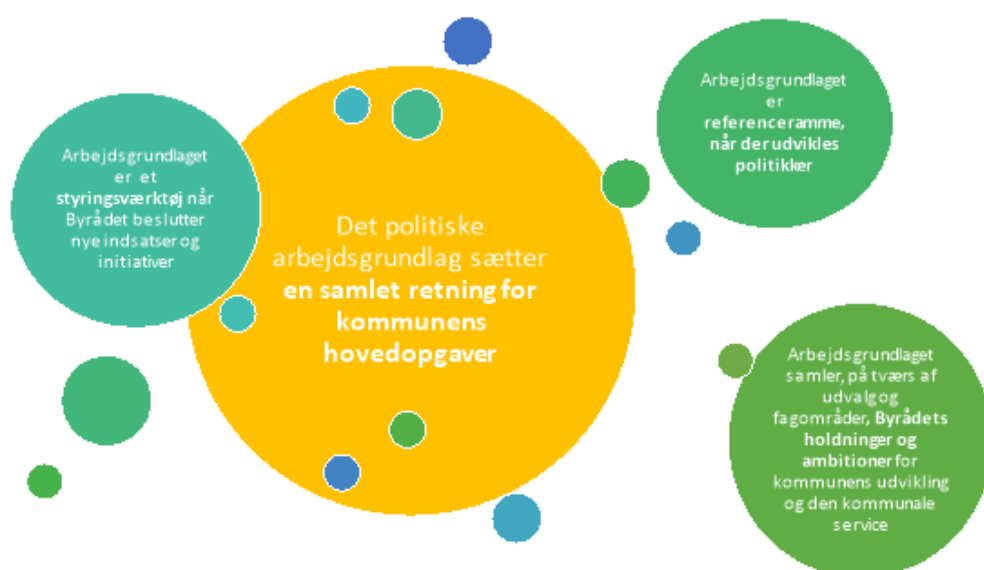 Arbejdsgrundlaget
er et
styringsværktøj når
Byrådet beslutter
nye indsatser og
initiativer
Det politiske
arbejdsgrundlag sætter
en samlet retning for
kommunens
hovedopgaver
Arbejdsgrundlaget
er
referenceramme,
når der udvikles
politikker
Arbejdsgrundlaget
samler, på tværs af
udvalg og
fagområder, Byrådets
holdninger og
ambitioner for
kommunens udvikling
og den kommunale
service